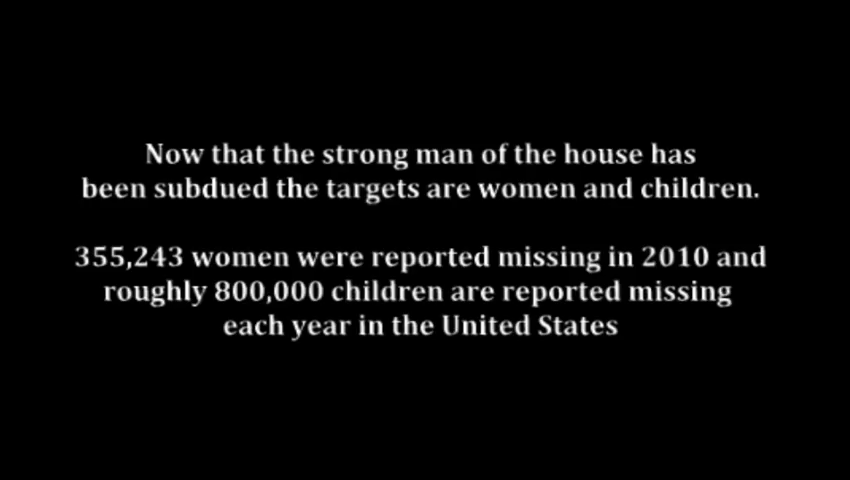 Now that the strong man of the house has
been subdued the targets are women and children.
355,243 women were reported missing in 2010 and
roughly 800,000 children are reported missing
each year in the United States